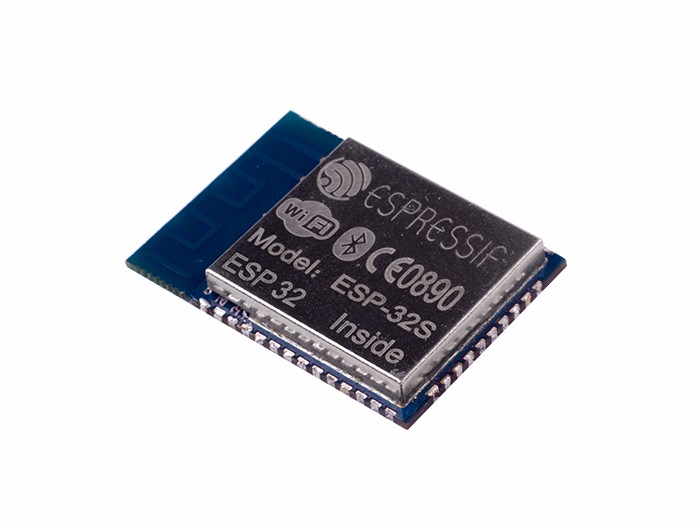 ESPRESSIF
WiFi
CE0890
Model: ESP-32S
ESP32 Inside